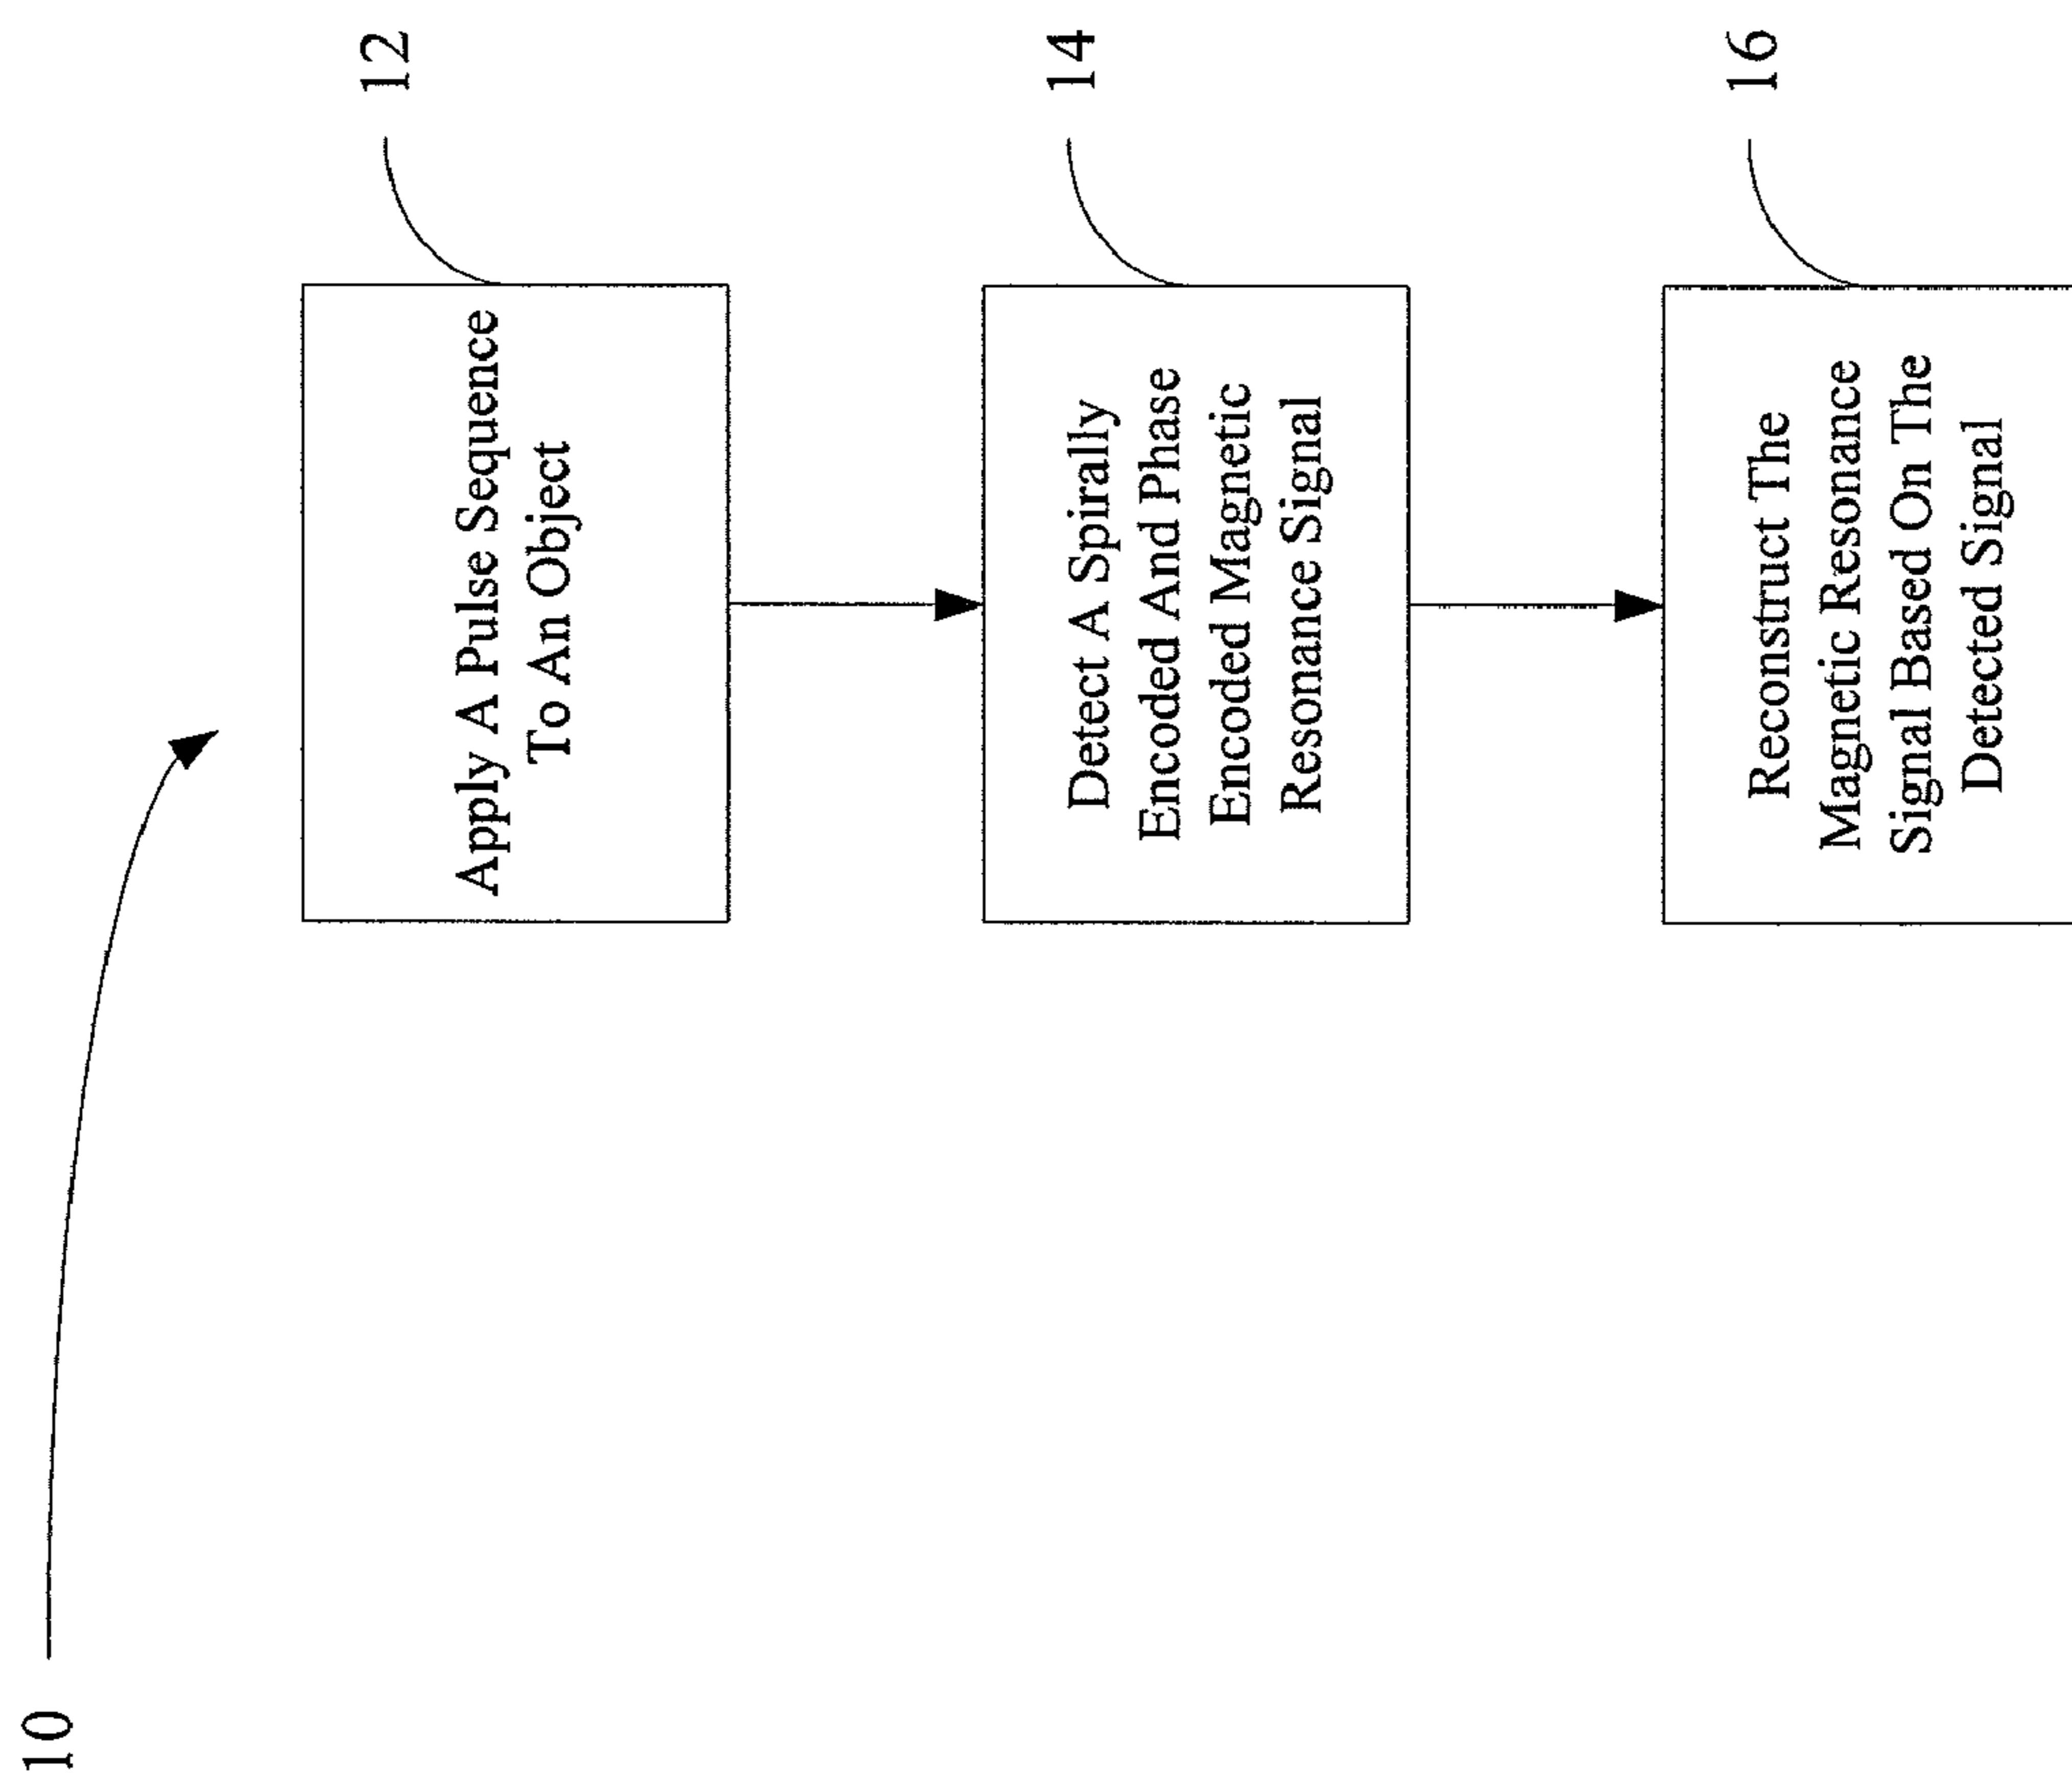 10
12
Apply A Pulse Sequence
To An Object
14
Detect A Spirally
Encoded And Phase
Encoded Magnetic
Resonance Signal
16
Reconstruct The
Magnetic Resonance
Signal Based On The
Detected Signal